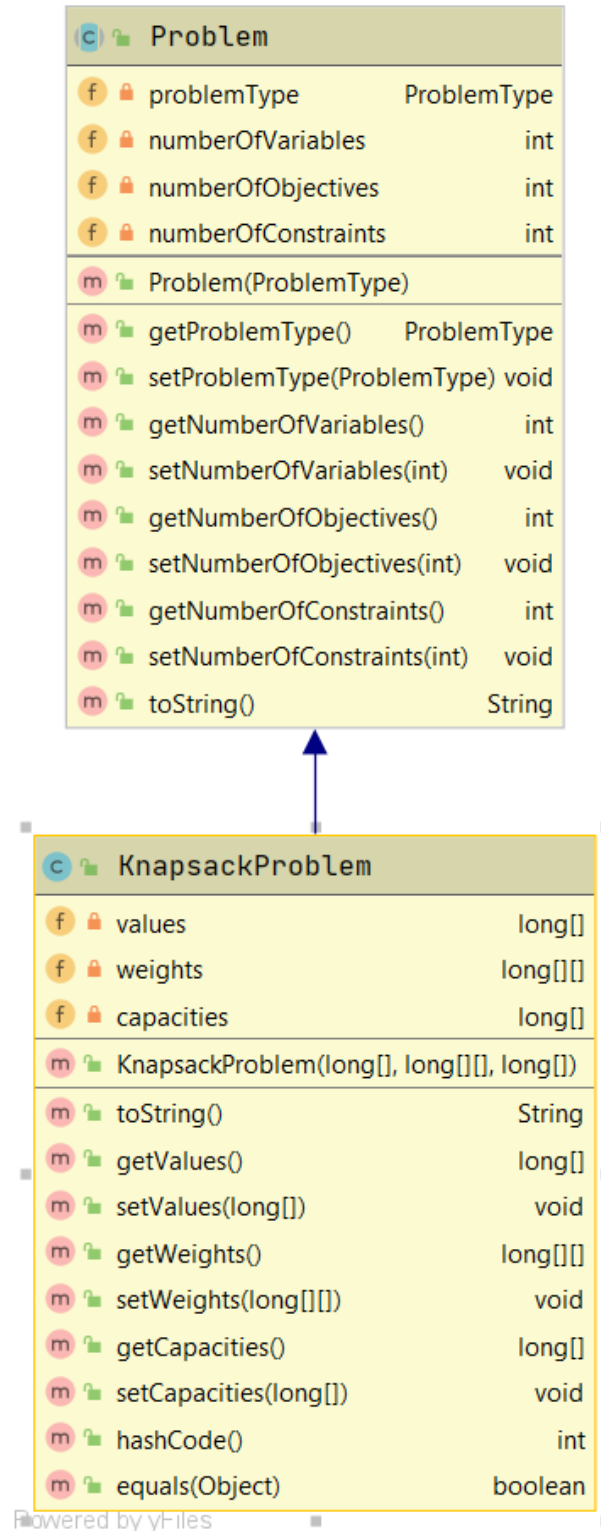 C Problem
f problemType ProblemType
f numberOfVariables int
f numberOfObjectives int
f numberOfConstraints int
m Problem(ProblemType)
m getProblemType() ProblemType
m setProblemType(ProblemType) void
m getNumberOfVariables() int
m setNumberOfVariables(int) void
m getNumberOfObjectives() int
m setNumberOfObjectives(int) void
m getNumberOfConstraints() int
m setNumberOfConstraints(int) void
m toString() String
C KnapsackProblem
f values long[]
f weights long[][]
f capacities long[]
m KnapsackProblem(long[], long[][], long[])
m toString() String
m getValues() long[]
m setValues(long[]) void
m getWeights() long[][]
m setWeights(long[][]) void
m getCapacities() long[]
m setCapacities(long[]) void
m hashCode() int
m equals(Object) boolean
Powered by yFiles